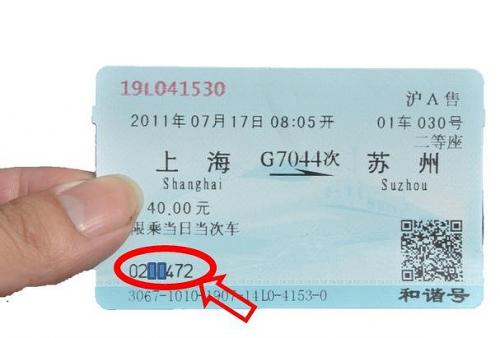 19L041530
沪A售
2011年07月17日08:05开 01车030号
二等座
上海 G7044次 苏州
Shanghai Suzhou
40.00元
限乘当日当次车
02 472
3067-1010-1907-14L0-4153-0 和谐号